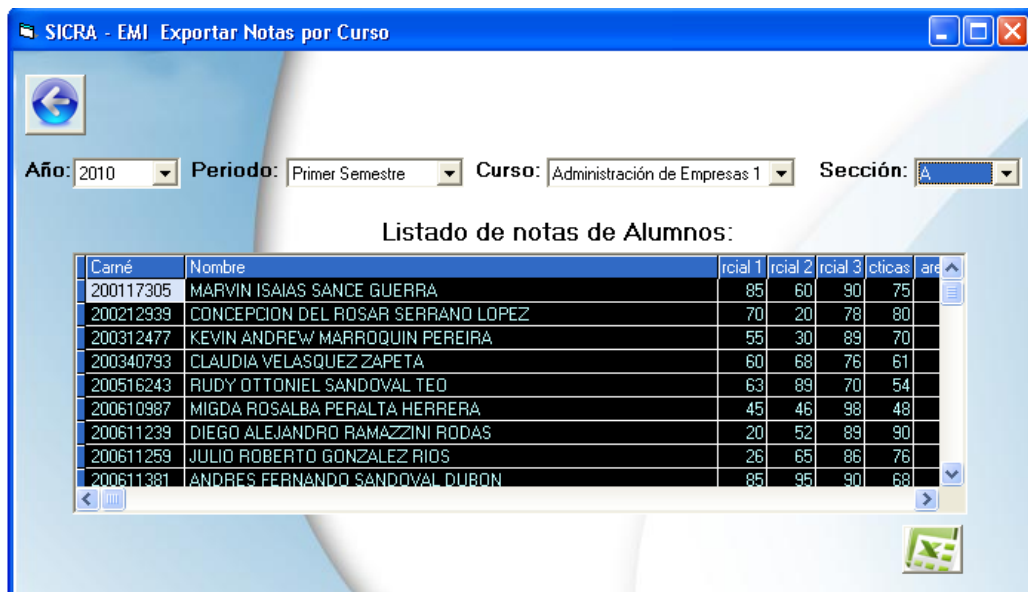 SICRA - EMI Exportar Notas por Curso
Año: 2010 Periodo: Primer Semestre Curso: Administración de Empresas 1 Sección: A
Listado de notas de Alumnos:
Carné Nombre rcial 1 rcial 2 rcial 3 cticas are
200117305 MARVIN ISAIAS SANCE GUERRA 85 60 90 75
200212939 CONCEPCION DEL ROSAR SERRANO LOPEZ 70 20 78 80
200312477 KEVIN ANDREW MARROQUIN PEREIRA 55 30 89 70
200340793 CLAUDIA VELASQUEZ ZAPETA 60 68 76 61
200516243 RUDY OTTONIEL SANDOVAL TEO 63 89 70 54
200610987 MIGDA ROSALBA PERALTA HERRERA 45 46 98 48
200611239 DIEGO ALEJANDRO RAMAZZINI RODAS 20 52 89 90
200611259 JULIO ROBERTO GONZALEZ RIOS 26 65 86 76
200611381 ANDRES FERNANDO SANDOVAL DUBON 85 95 90 68